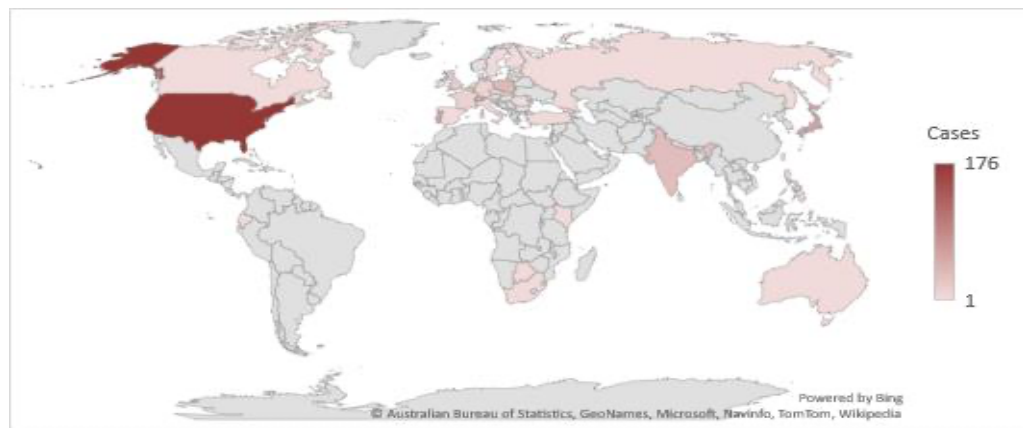 Cases
176
1
Powered by Bing
© Australian Bureau of Statistics, GeoNames, Microsoft, Navinfo, TomTom, Wikipedia